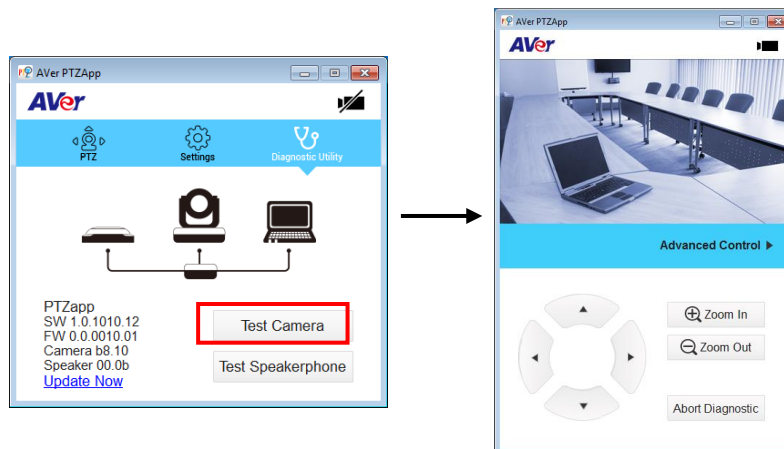 AVer PTZApp
AVer
PTZ
Settings
Diagnostic Utility
PTZapp
SW 1.0.1010.12
FW 0.0.0010.01
Camera b8.10
Speaker 00.0b
Update Now
Test Camera
Test Speakerphone
AVer PTZApp
AVer
Advanced Control
Zoom In
Zoom Out
Abort Diagnostic